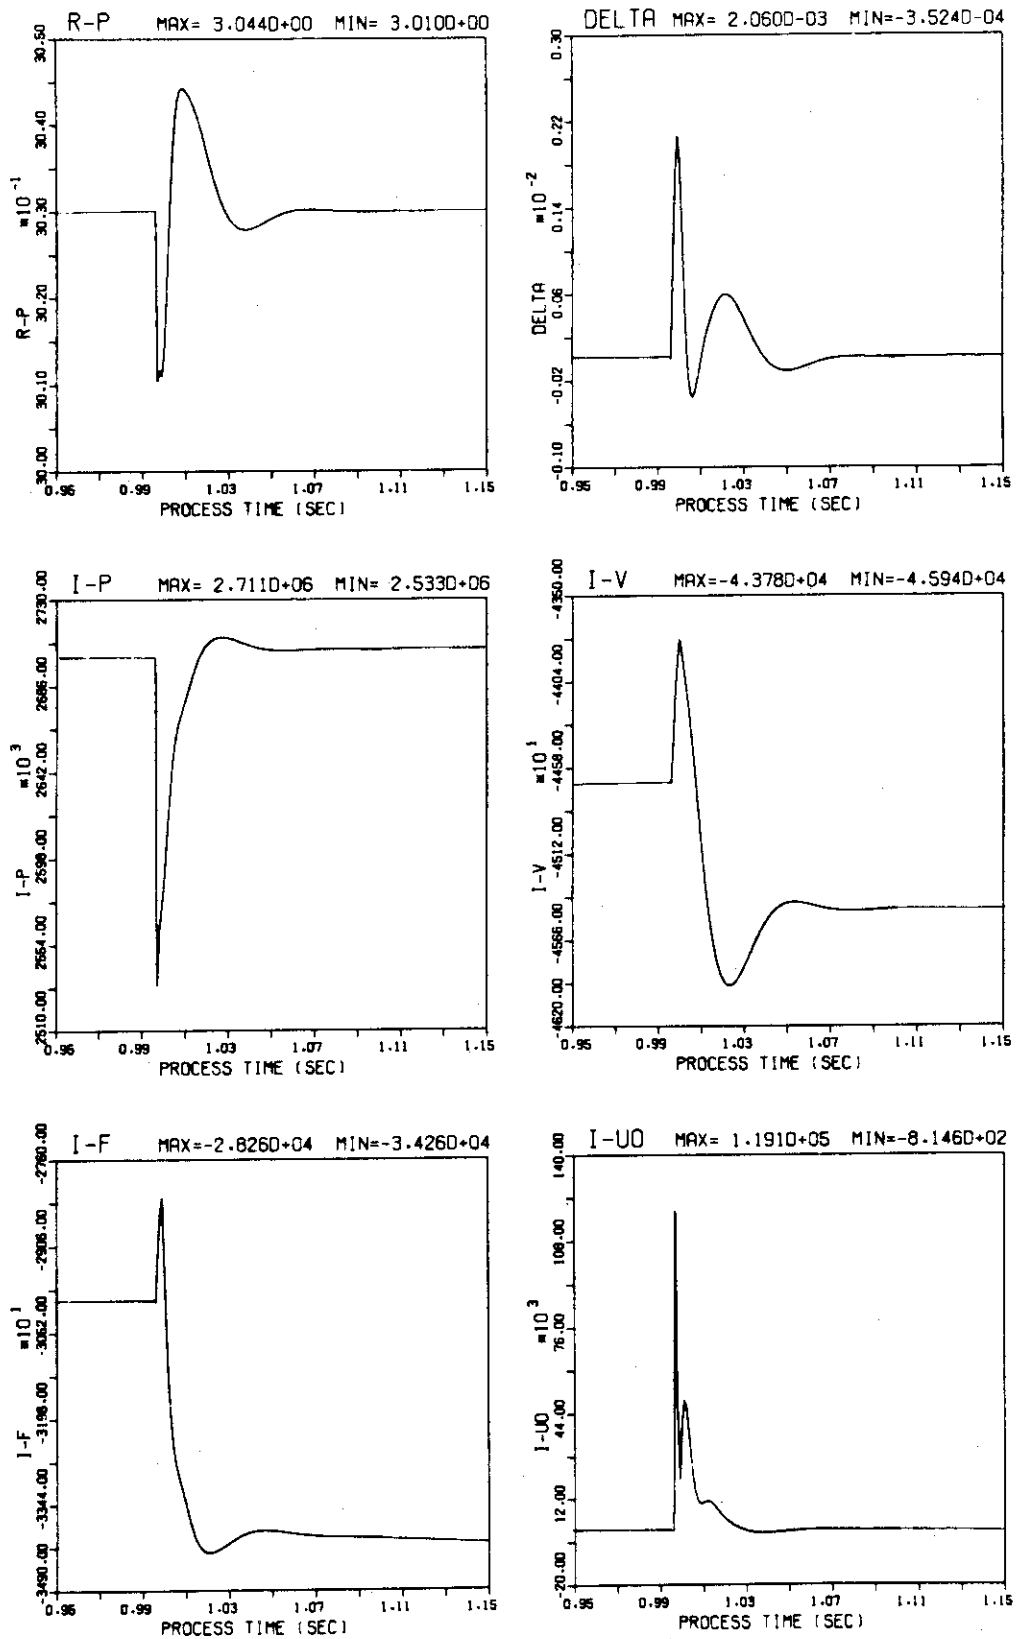 R-P MAX= 3.044D+00 MIN= 3.010D+00
30.50
30.40
30.30
30.20
30.10
30.00
R-P *10^-1
0.95 0.99 1.03 1.07 1.11 1.15
PROCESS TIME (SEC)
DELTA MAX= 2.060D-03 MIN=-3.524D-04
0.30
0.22
0.14
0.06
-0.02
-0.10
DELTA *10^-2
0.95 0.99 1.03 1.07 1.11 1.15
PROCESS TIME (SEC)
I-P MAX= 2.711D+06 MIN= 2.533D+06
2730.00
2686.00
2642.00
2598.00
2554.00
2510.00
I-P *10^3
0.95 0.99 1.03 1.07 1.11 1.15
PROCESS TIME (SEC)
I-V MAX=-4.378D+04 MIN=-4.594D+04
-4350.00
-4404.00
-4458.00
-4512.00
-4566.00
-4620.00
I-V *10^1
0.95 0.99 1.03 1.07 1.11 1.15
PROCESS TIME (SEC)
I-F MAX=-2.826D+04 MIN=-3.426D+04
-2760.00
-2906.00
-3052.00
-3198.00
-3344.00
-3490.00
I-F *10^1
0.95 0.99 1.03 1.07 1.11 1.15
PROCESS TIME (SEC)
I-UO MAX= 1.191D+05 MIN=-8.146D+02
140.00
108.00
76.00
44.00
12.00
-20.00
I-UO *10^3
0.95 0.99 1.03 1.07 1.11 1.15
PROCESS TIME (SEC)